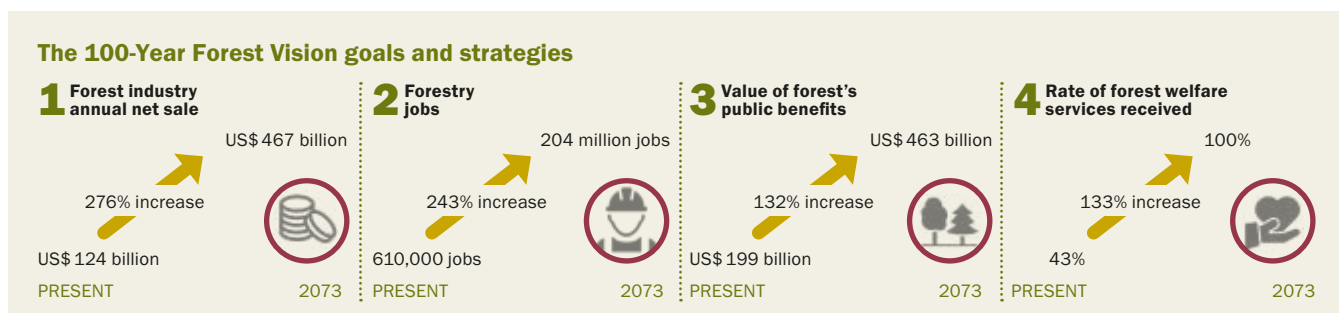 The 100-Year Forest Vision goals and strategies
1 Forest industry
annual net sale
US$ 467 billion
276% increase
US$ 124 billion
PRESENT 2073
2 Forestry
jobs
204 million jobs
243% increase
610,000 jobs
PRESENT 2073
3 Value of forest's
public benefits
US$ 463 billion
132% increase
US$ 199 billion
PRESENT 2073
4 Rate of forest welfare
services received
100%
133% increase
43%
PRESENT 2073